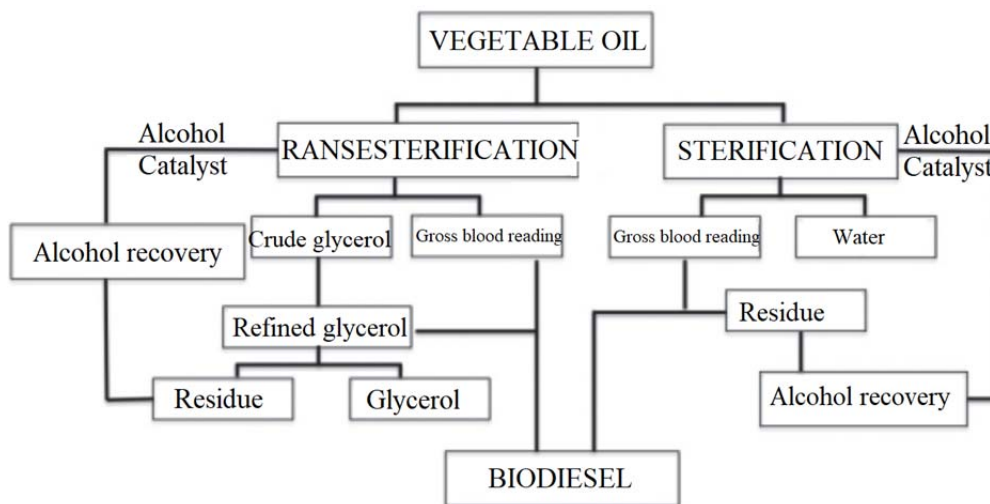 VEGETABLE OIL
Alcohol
Catalyst
RANSESTERIFICATION
STERIFICATION
Alcohol
Catalyst
Alcohol recovery
Crude glycerol
Gross blood reading
Gross blood reading
Water
Refined glycerol
Residue
Residue
Glycerol
Alcohol recovery
BIODIESEL